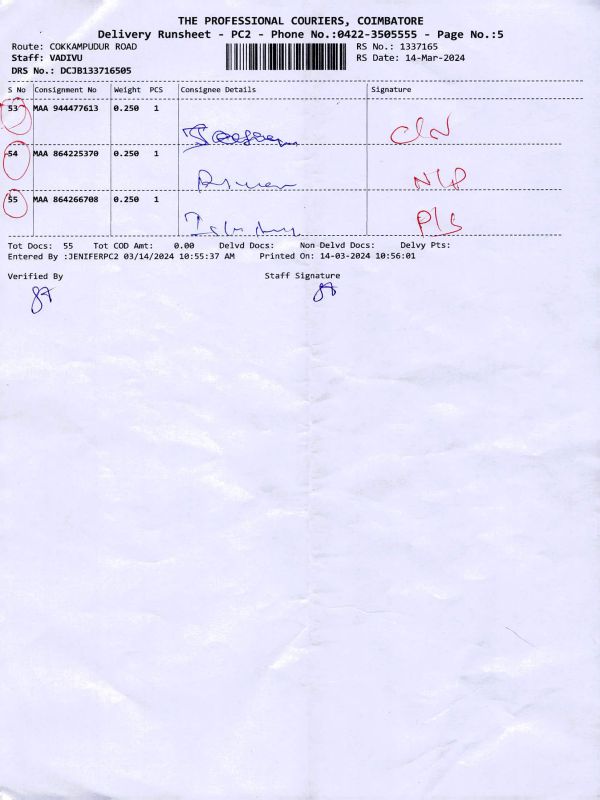 THE PROFESSIONAL COURIERS, COIMBATORE
Delivery Runsheet - PC2 - Phone No.:0422-3505555 - Page No.:5
Route: COKKAMPUDUR ROAD RS No.: 1337165
Staff: VADIVU RS Date: 14-Mar-2024
DRS No.: DCJB133716505
S No Consignment No Weight PCS Consignee Details Signature
53 MAA 944477613 0.250 1
54 MAA 864225370 0.250 1
NLP
55 MAA 864266708 0.250 1
Tot Docs: 55 Tot COD Amt: 0.00 Delvd Docs: Non Delvd Docs: Delvy Pts:
Entered By :JENIFERPC2 03/14/2024 10:55:37 AM Printed On: 14-03-2024 10:56:01
Verified By Staff Signature